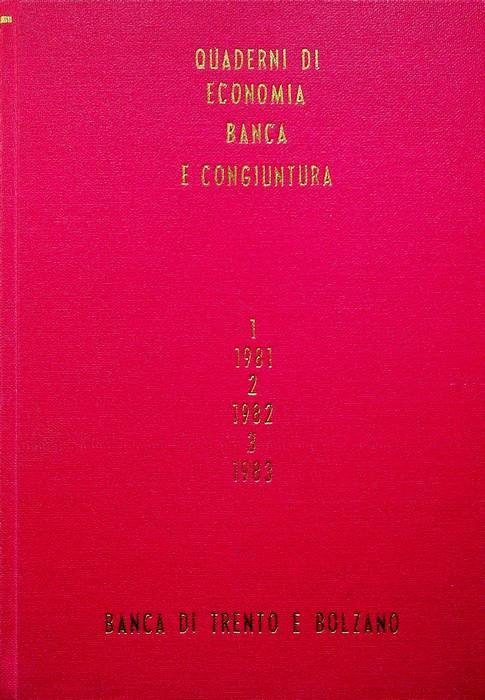 QUADERNI DI
ECONOMIA
BANCA
E CONGIUNTURA
1
1981
2
1982
3
1983
BANCA DI TRENTO E BOLZANO